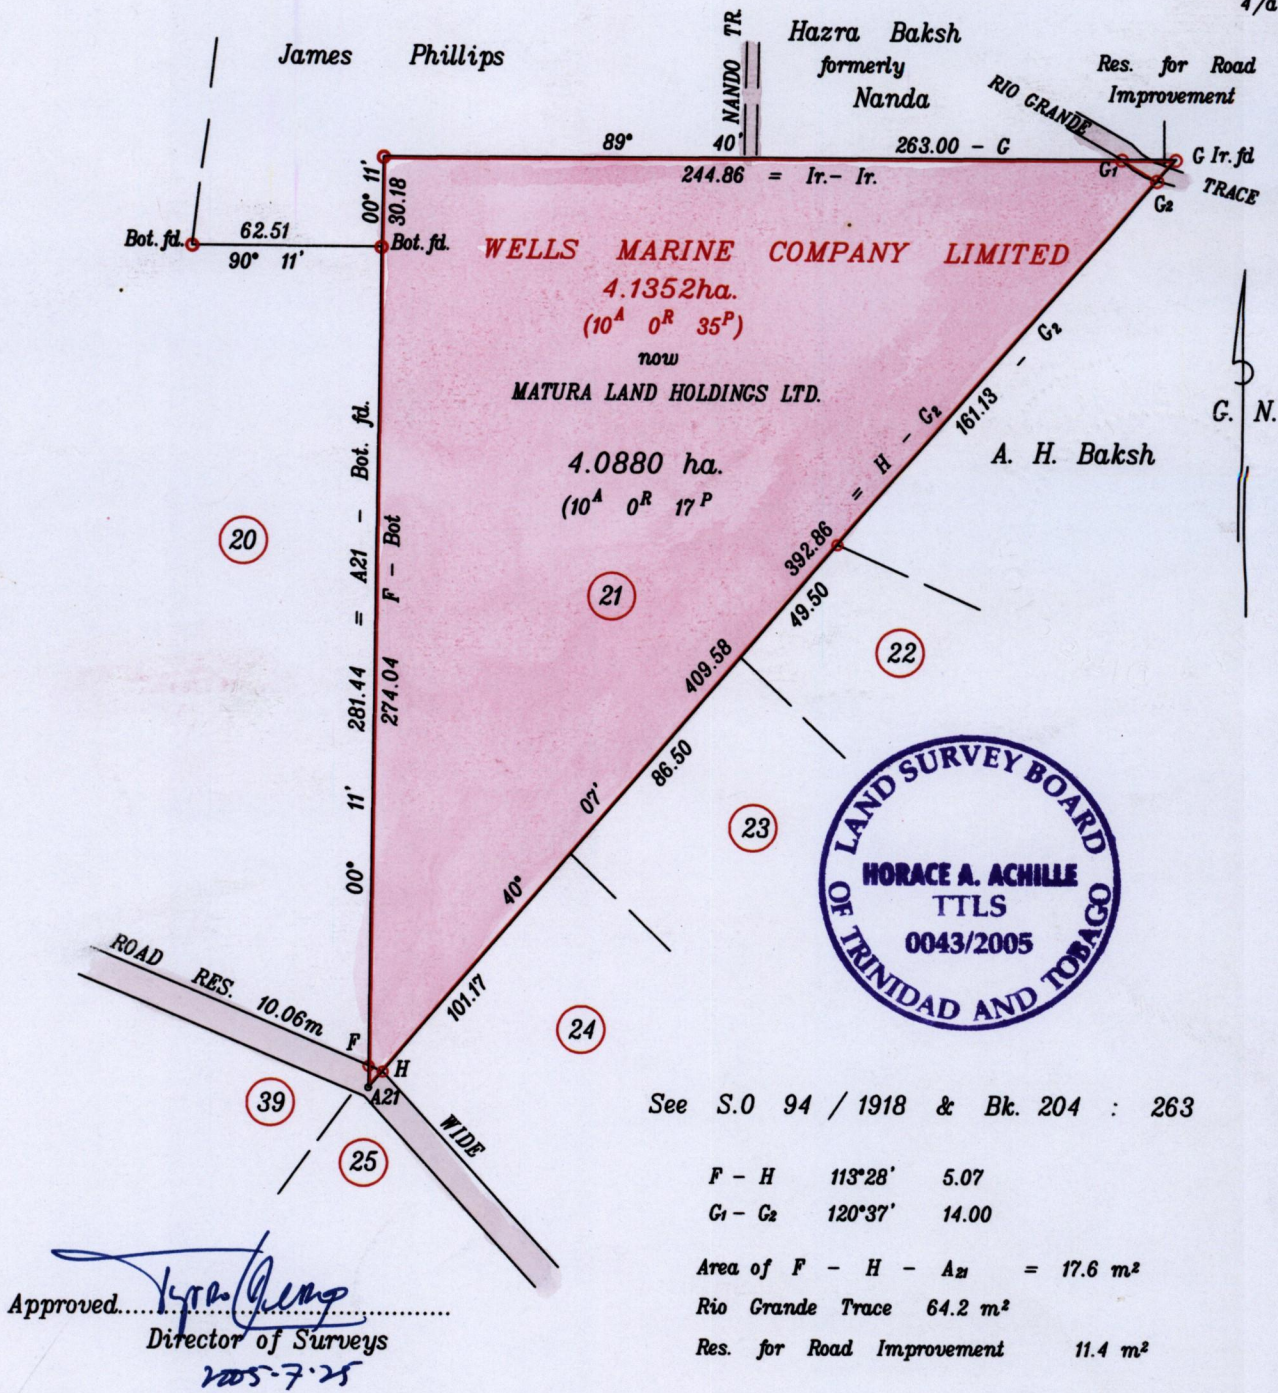 4/
James Phillips
NANDO TR.
Hazra Baksh
formerly
Nanda
RIO GRANDE
TRACE
Res. for Road
Improvement
89° 40'
263.00 - G
244.86 = Ir.- Ir.
G1
G Ir.fd
G2
00° 11'
30.18
Bot. fd.
62.51
90° 11'
Bot. fd.
WELLS MARINE COMPANY LIMITED
4.1352ha.
(10A 0R 35P)
now
MATURA LAND HOLDINGS LTD.
4.0880 ha.
(10A 0R 17P
G. N.
A. H. Baksh
161.13 - G2
392.86 = H - G2
00° 11' 281.44 = A21 - Bot. fd.
274.04 F - Bot
20
21
22
49.50
40° 07' 409.58
86.50
23
101.17
24
ROAD RES. 10.06m WIDE
F
H
A21
39
25
LAND SURVEY BOARD
OF TRINIDAD AND TOBAGO
HORACE A. ACHILLE
TTLS
0043/2005
See S.O 94 / 1918 & Bk. 204 : 263
F - H 113°28' 5.07
G1 - G2 120°37' 14.00
Area of F - H - A21 = 17.6 m²
Rio Grande Trace 64.2 m²
Res. for Road Improvement 11.4 m²
Approved
Director of Surveys
2005-7-25